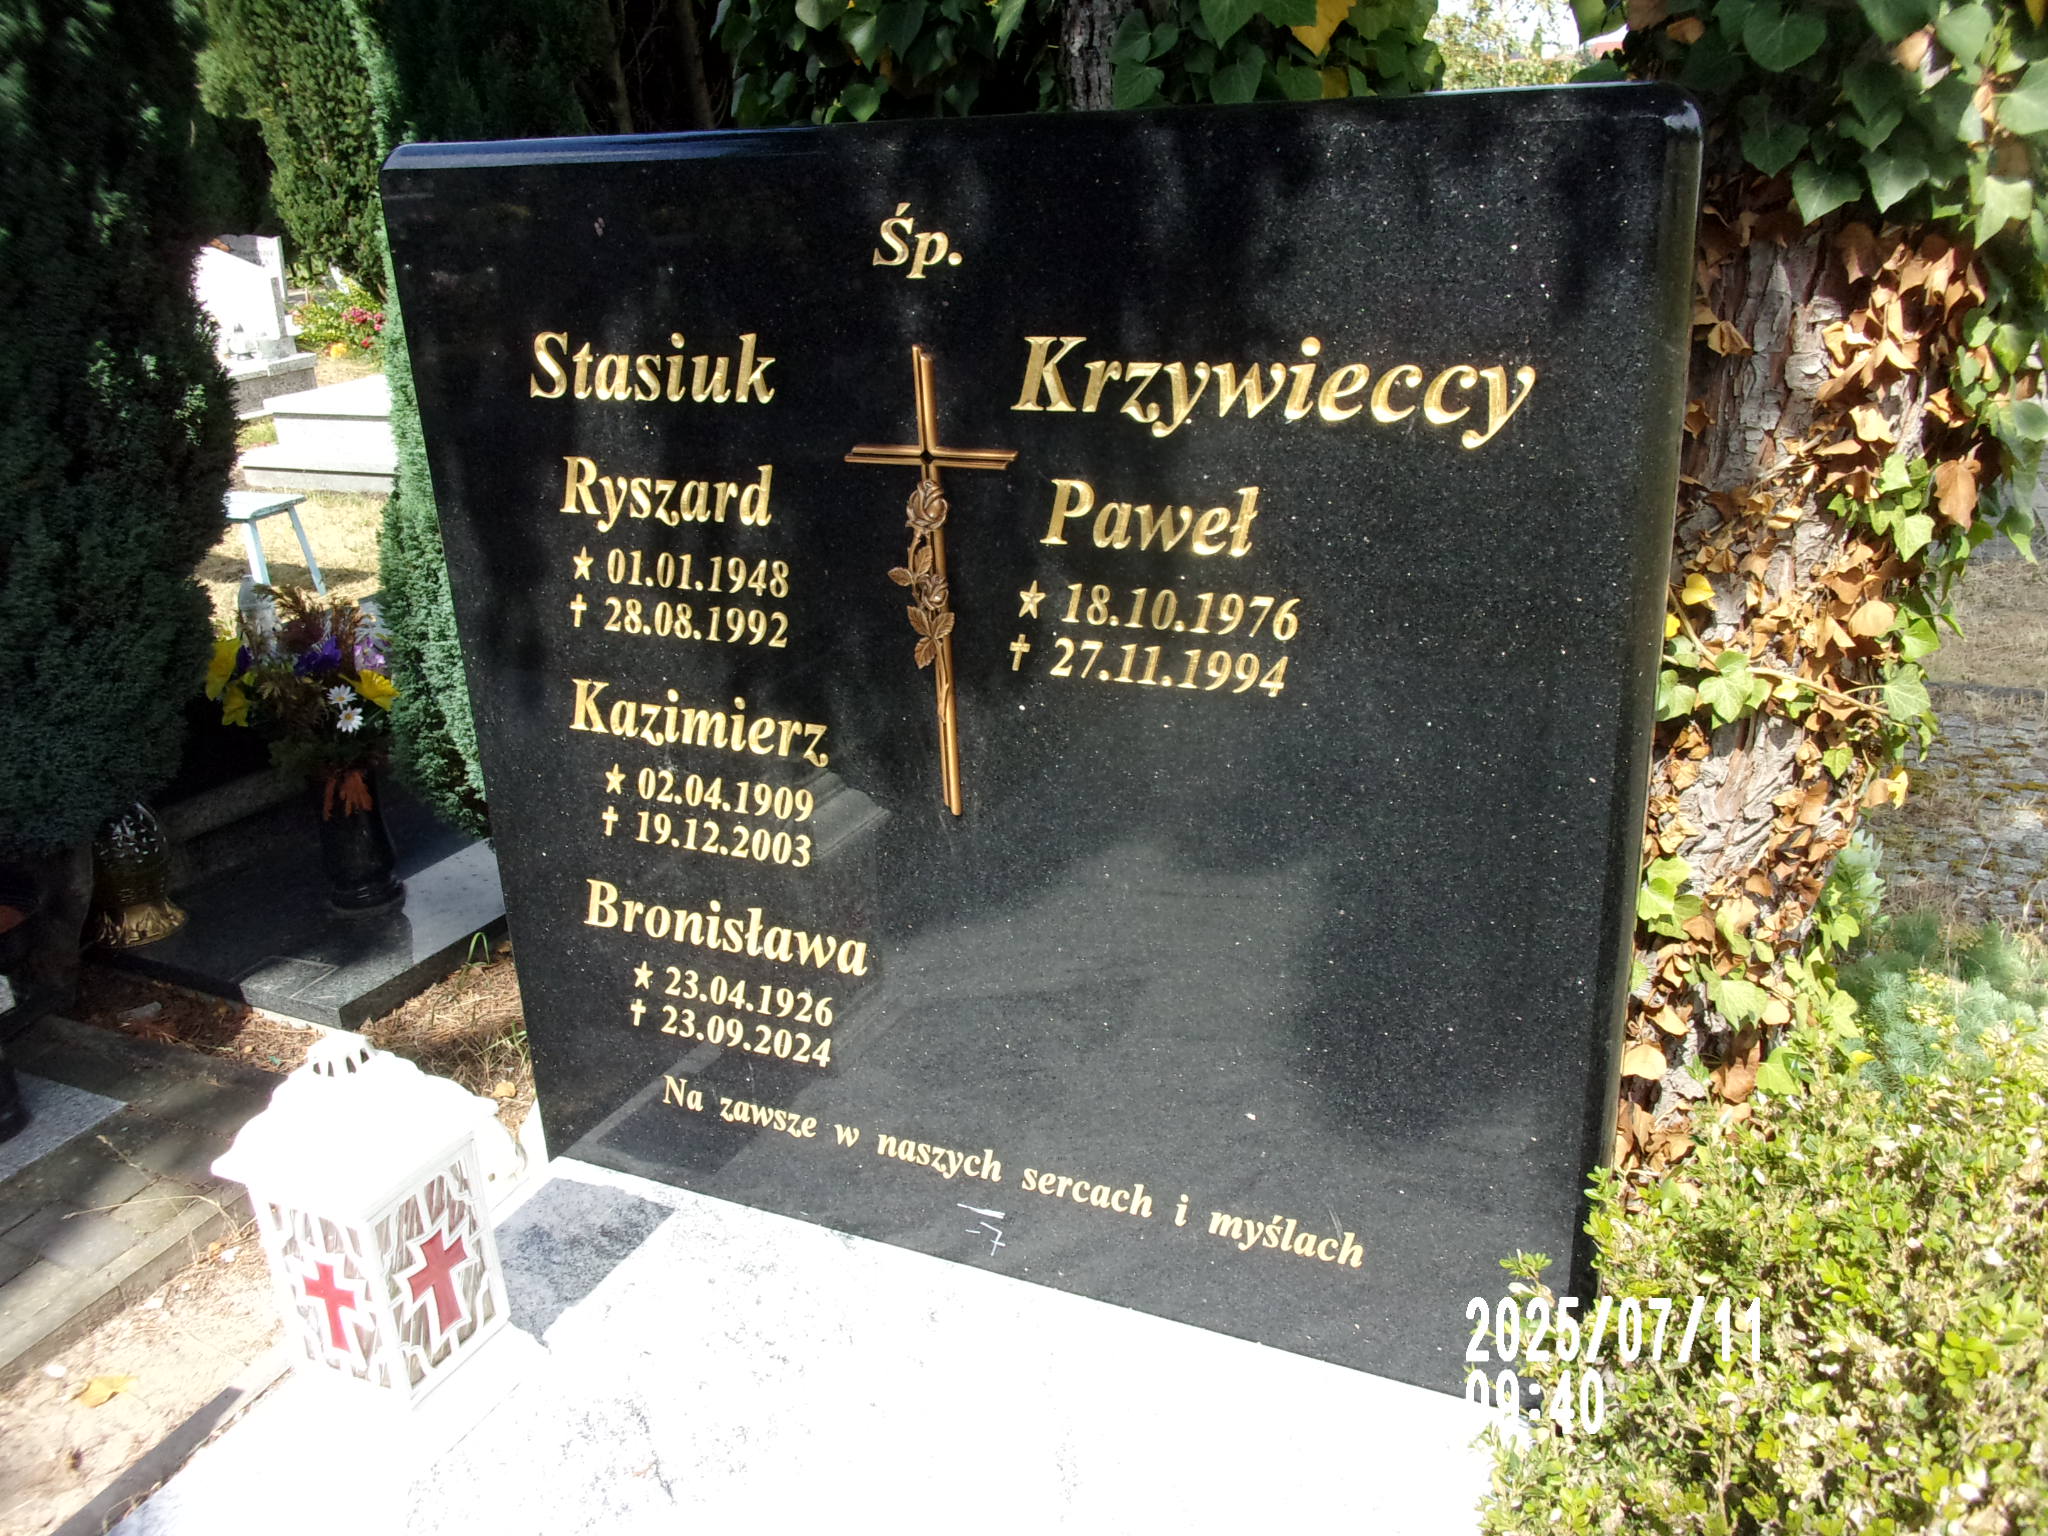 Śp.
Stasiuk
Ryszard
★ 01.01.1948
✝ 28.08.1992
Kazimierz
★ 02.04.1909
✝ 19.12.2003
Bronisława
★ 23.04.1926
✝ 23.09.2024
Krzywieccy
Paweł
★ 18.10.1976
✝ 27.11.1994
Na zawsze w naszych sercach i myślach
2025/07/11
09:40